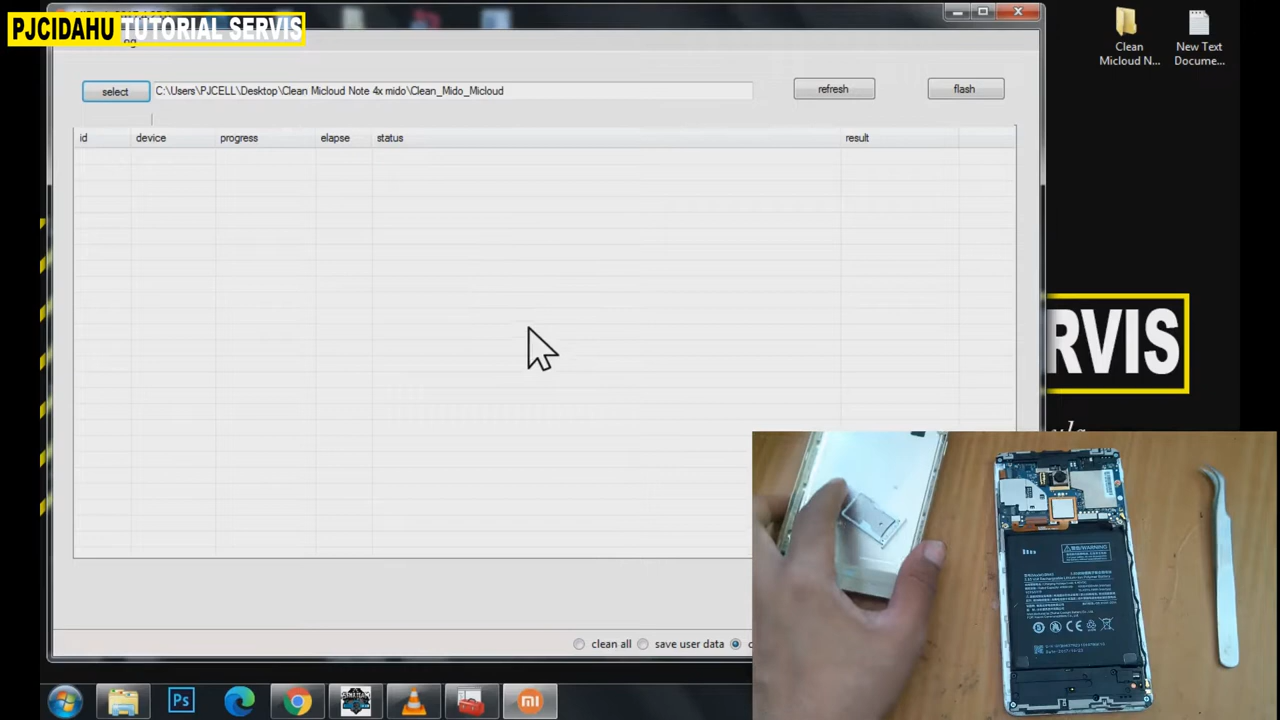 PJCIDAHU TUTORIAL SERVIS
select
C:\Users\PJCELL\Desktop\Clean Micloud Note 4x mido\Clean_Mido_Micloud
refresh
flash
id
device
progress
elapse
status
result
clean all
save user data
Clean
Micloud N...
New Text
Docume...
RVIS
Ps